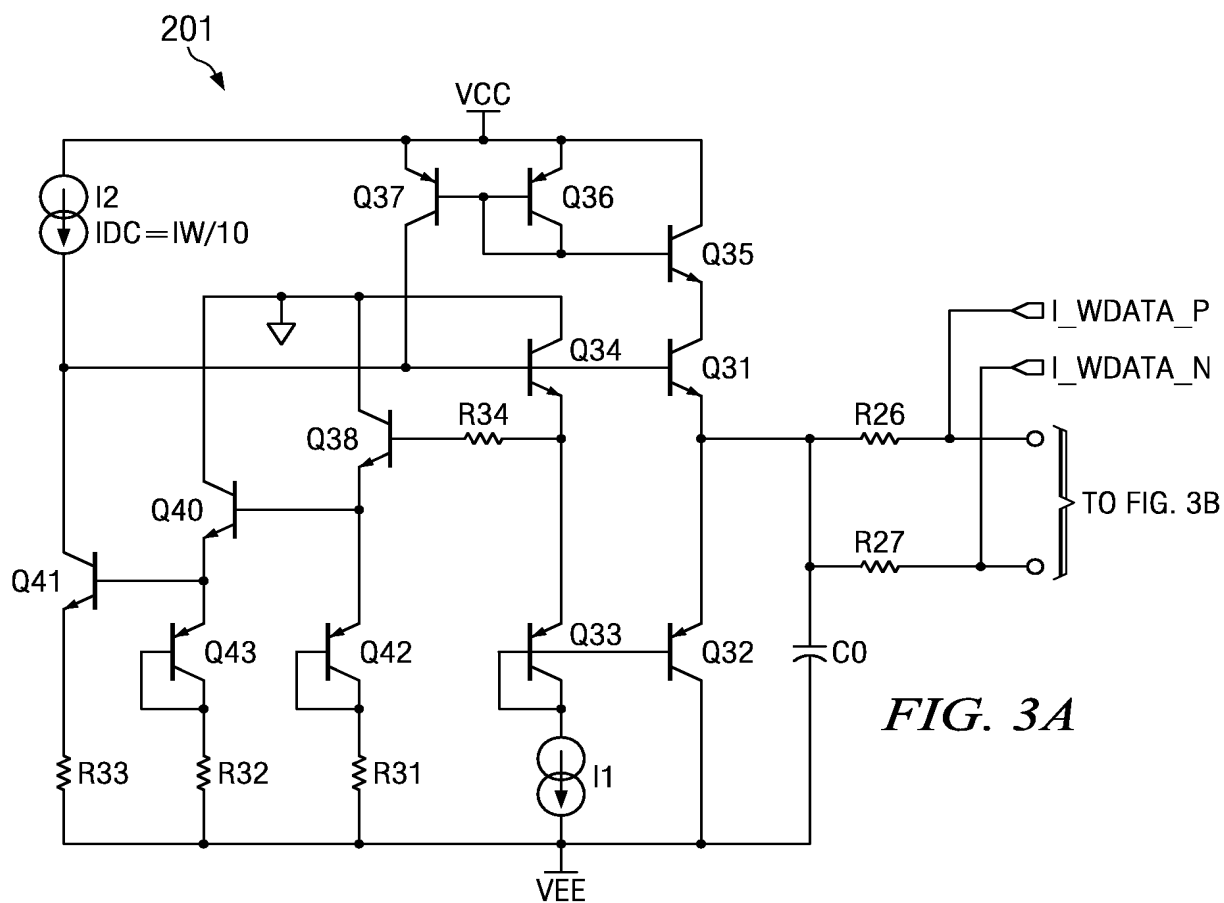 201
VCC
I2
IDC=IW/10
Q37
Q36
Q35
I_WDATA_P
Q34
Q31
I_WDATA_N
R34
R26
Q38
Q40
TO FIG. 3B
R27
Q41
Q43
Q42
Q33
Q32
C0
FIG. 3A
R33
R32
R31
I1
VEE